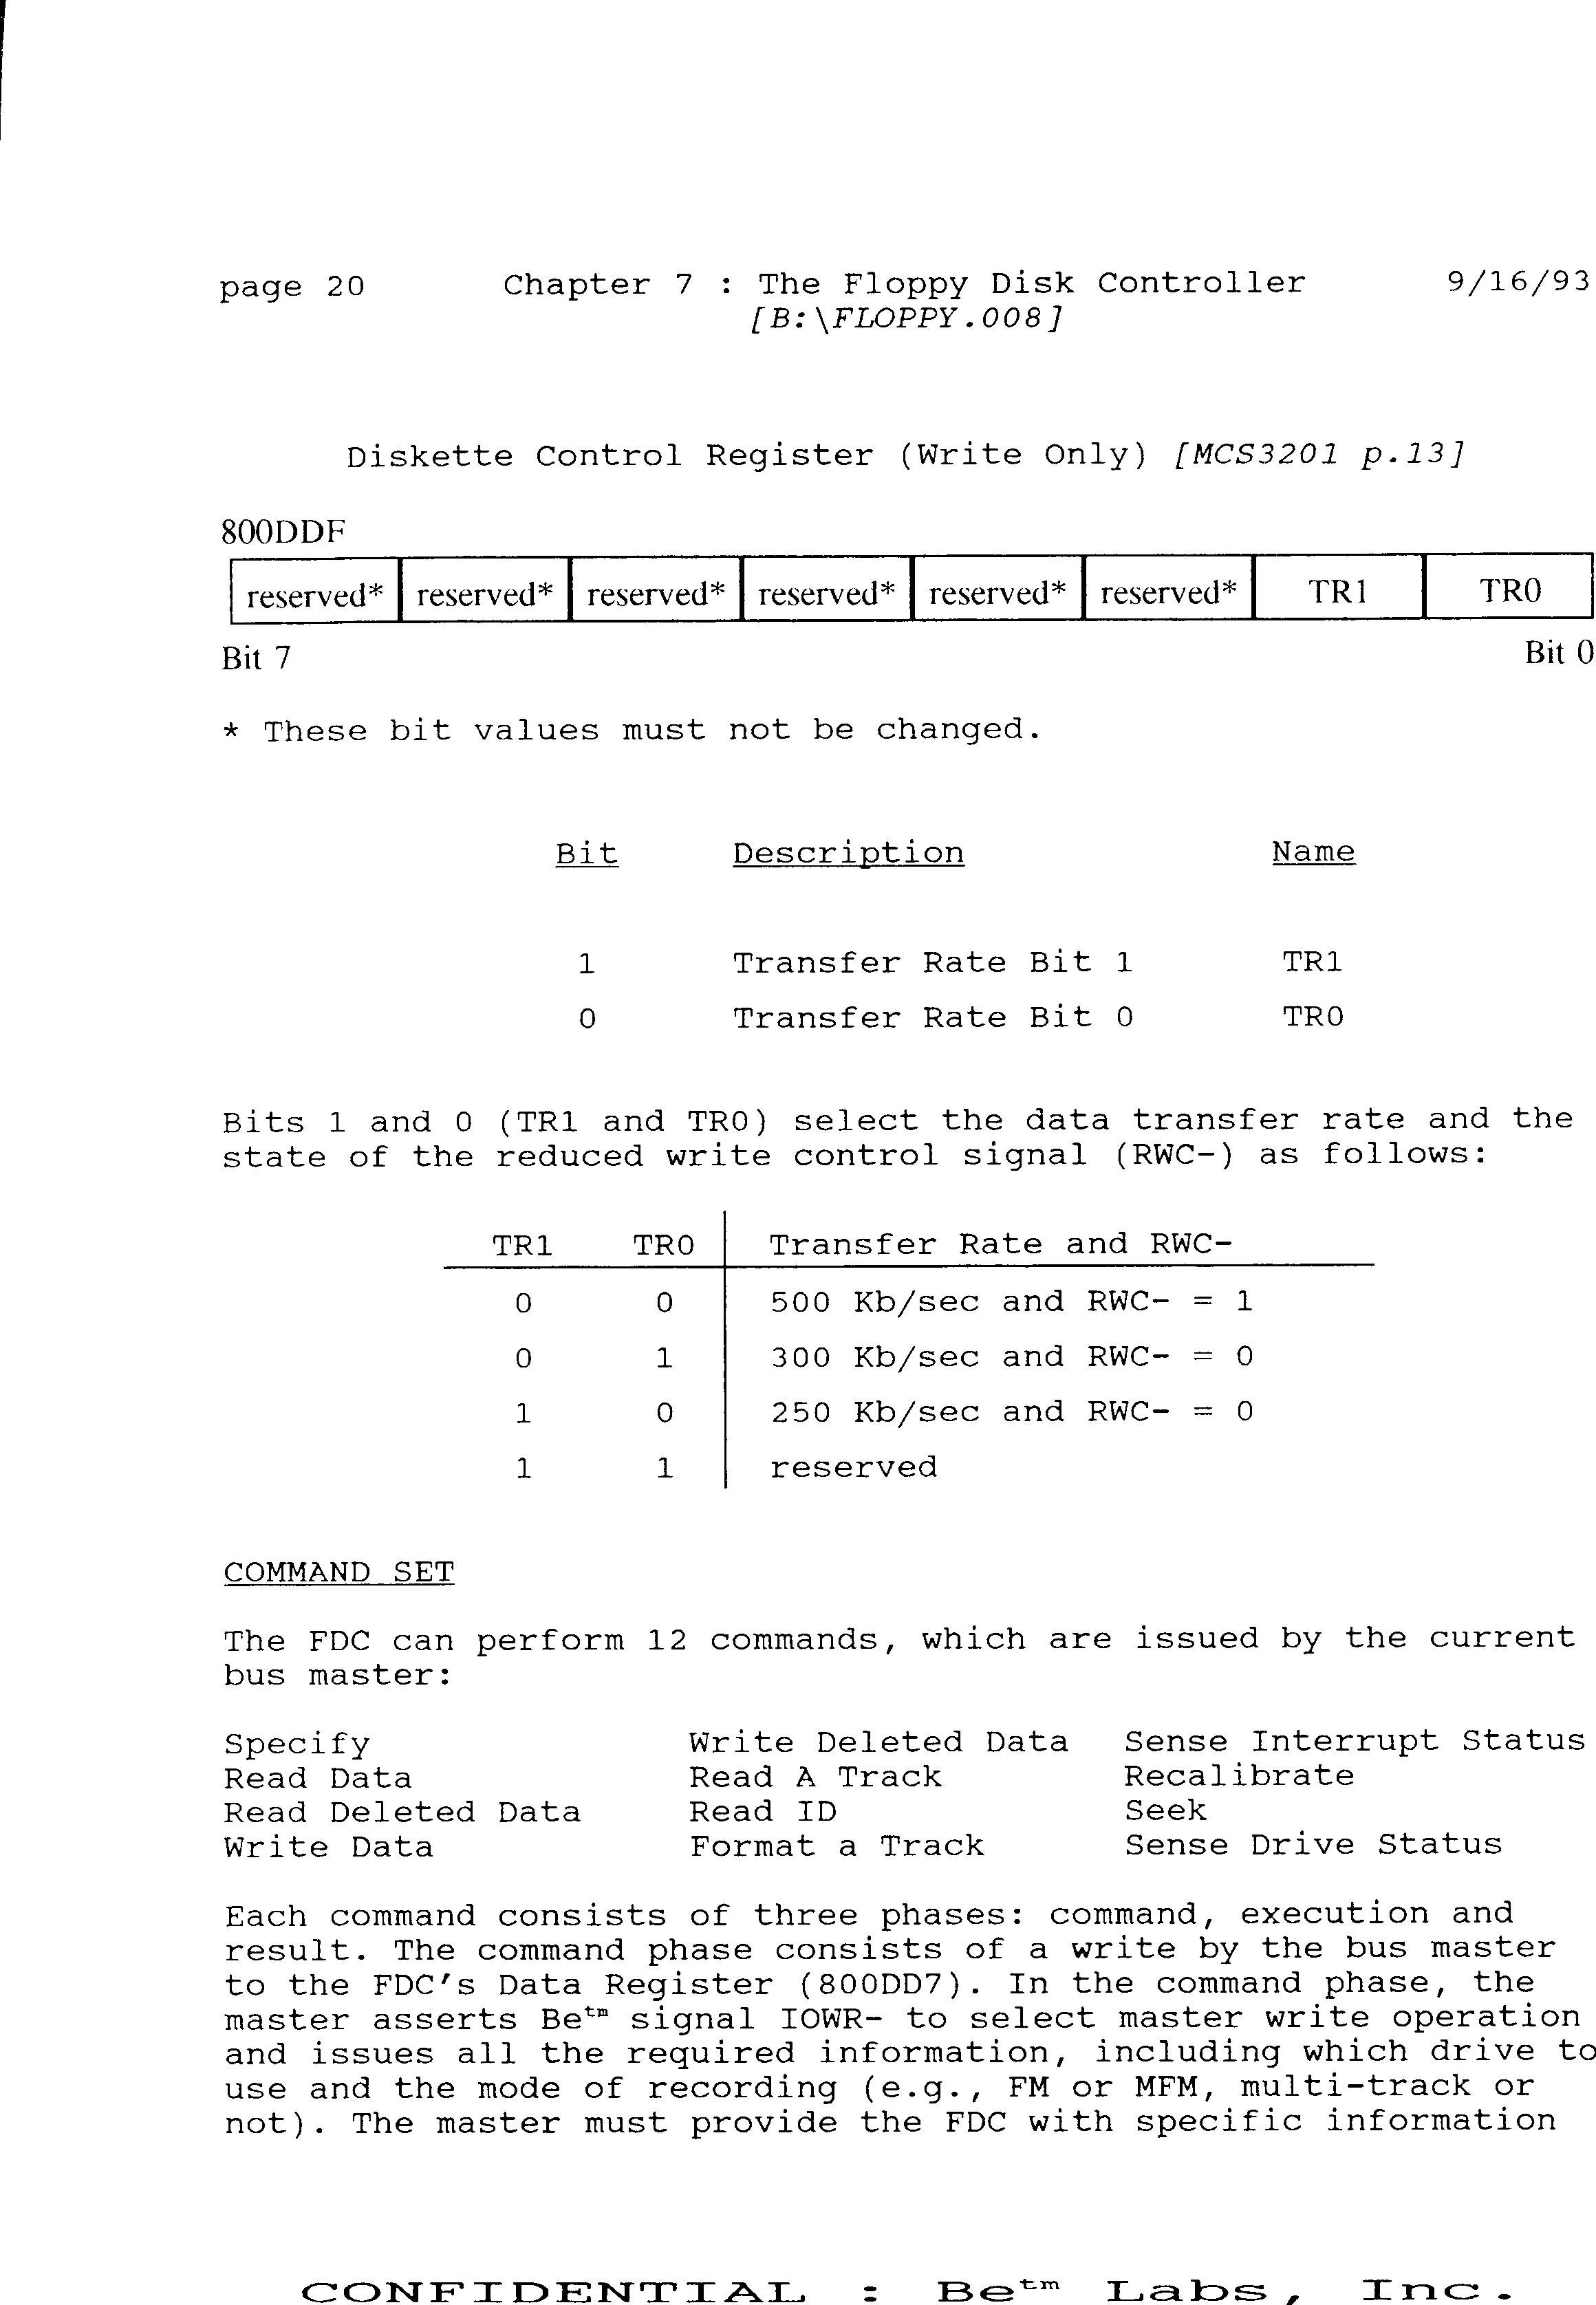 page 20 Chapter 7 : The Floppy Disk Controller 9/16/93
[B:\FLOPPY.008]
Diskette Control Register (Write Only) [MCS3201 p.13]
800DDF
reserved* reserved* reserved* reserved* reserved* reserved* TR1 TR0
Bit 7 Bit 0
* These bit values must not be changed.
Bit Description Name
1 Transfer Rate Bit 1 TR1
0 Transfer Rate Bit 0 TR0
Bits 1 and 0 (TR1 and TR0) select the data transfer rate and the
state of the reduced write control signal (RWC-) as follows:
TR1 TR0 Transfer Rate and RWC-
0 0 500 Kb/sec and RWC- = 1
0 1 300 Kb/sec and RWC- = 0
1 0 250 Kb/sec and RWC- = 0
1 1 reserved
COMMAND SET
The FDC can perform 12 commands, which are issued by the current
bus master:
Specify Write Deleted Data Sense Interrupt Status
Read Data Read A Track Recalibrate
Read Deleted Data Read ID Seek
Write Data Format a Track Sense Drive Status
Each command consists of three phases: command, execution and
result. The command phase consists of a write by the bus master
to the FDC's Data Register (800DD7). In the command phase, the
master asserts Be™ signal IOWR- to select master write operation
and issues all the required information, including which drive to
use and the mode of recording (e.g., FM or MFM, multi-track or
not). The master must provide the FDC with specific information
CONFIDENTIAL : Be™ Labs, Inc.